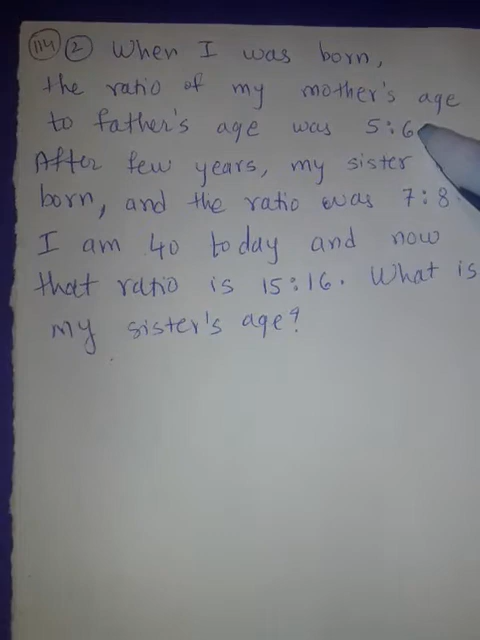 114 2 When I was born,
the ratio of my mother's age
to father's age was 5:6
After few years, my sister
born, and the ratio was 7:8.
I am 40 today and now
that ratio is 15:16. What is
my sister's age?